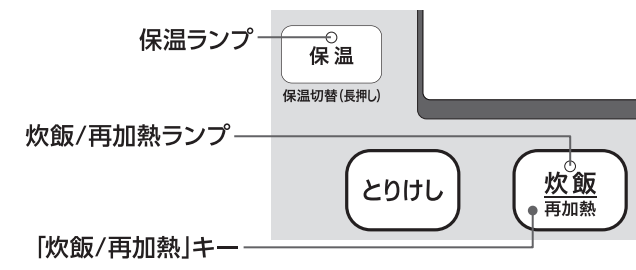 保温ランプ
保温
保温切替(長押し)
炊飯/再加熱ランプ
とりけし
炊飯
再加熱
「炊飯/再加熱」キー